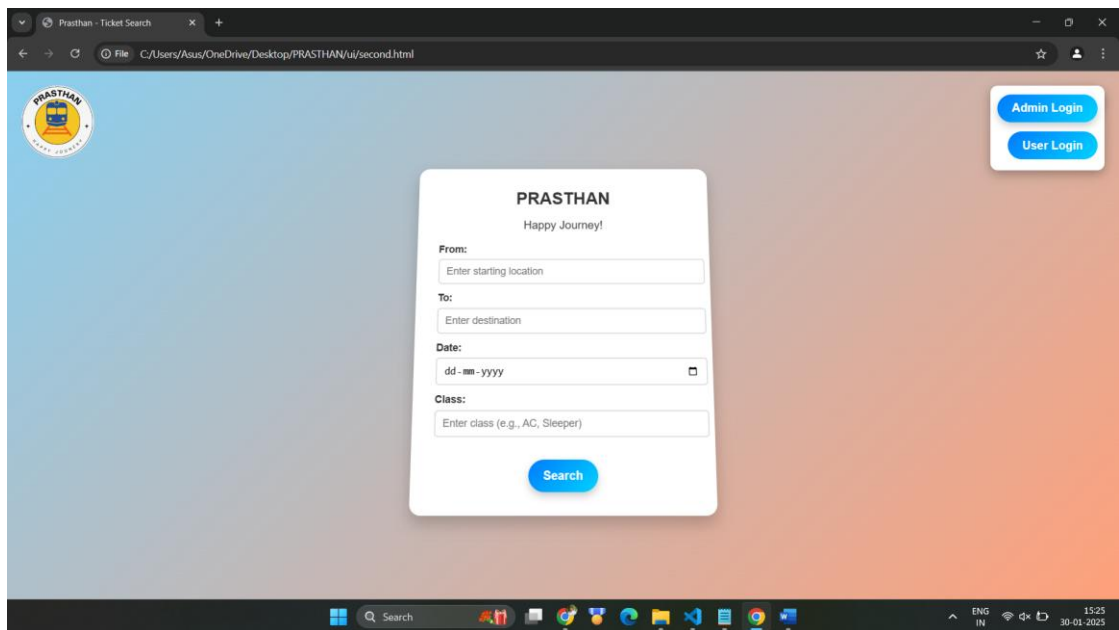 Prasthan - Ticket Search
File C:/Users/Asus/OneDrive/Desktop/PRASTHAN/ui/second.html
PRASTHAN
HAPPY JOURNEY
Admin Login
User Login
PRASTHAN
Happy Journey!
From:
Enter starting location
To:
Enter destination
Date:
dd-mm-yyyy
Class:
Enter class (e.g., AC, Sleeper)
Search
Search
ENG
IN
15:25
30-01-2025